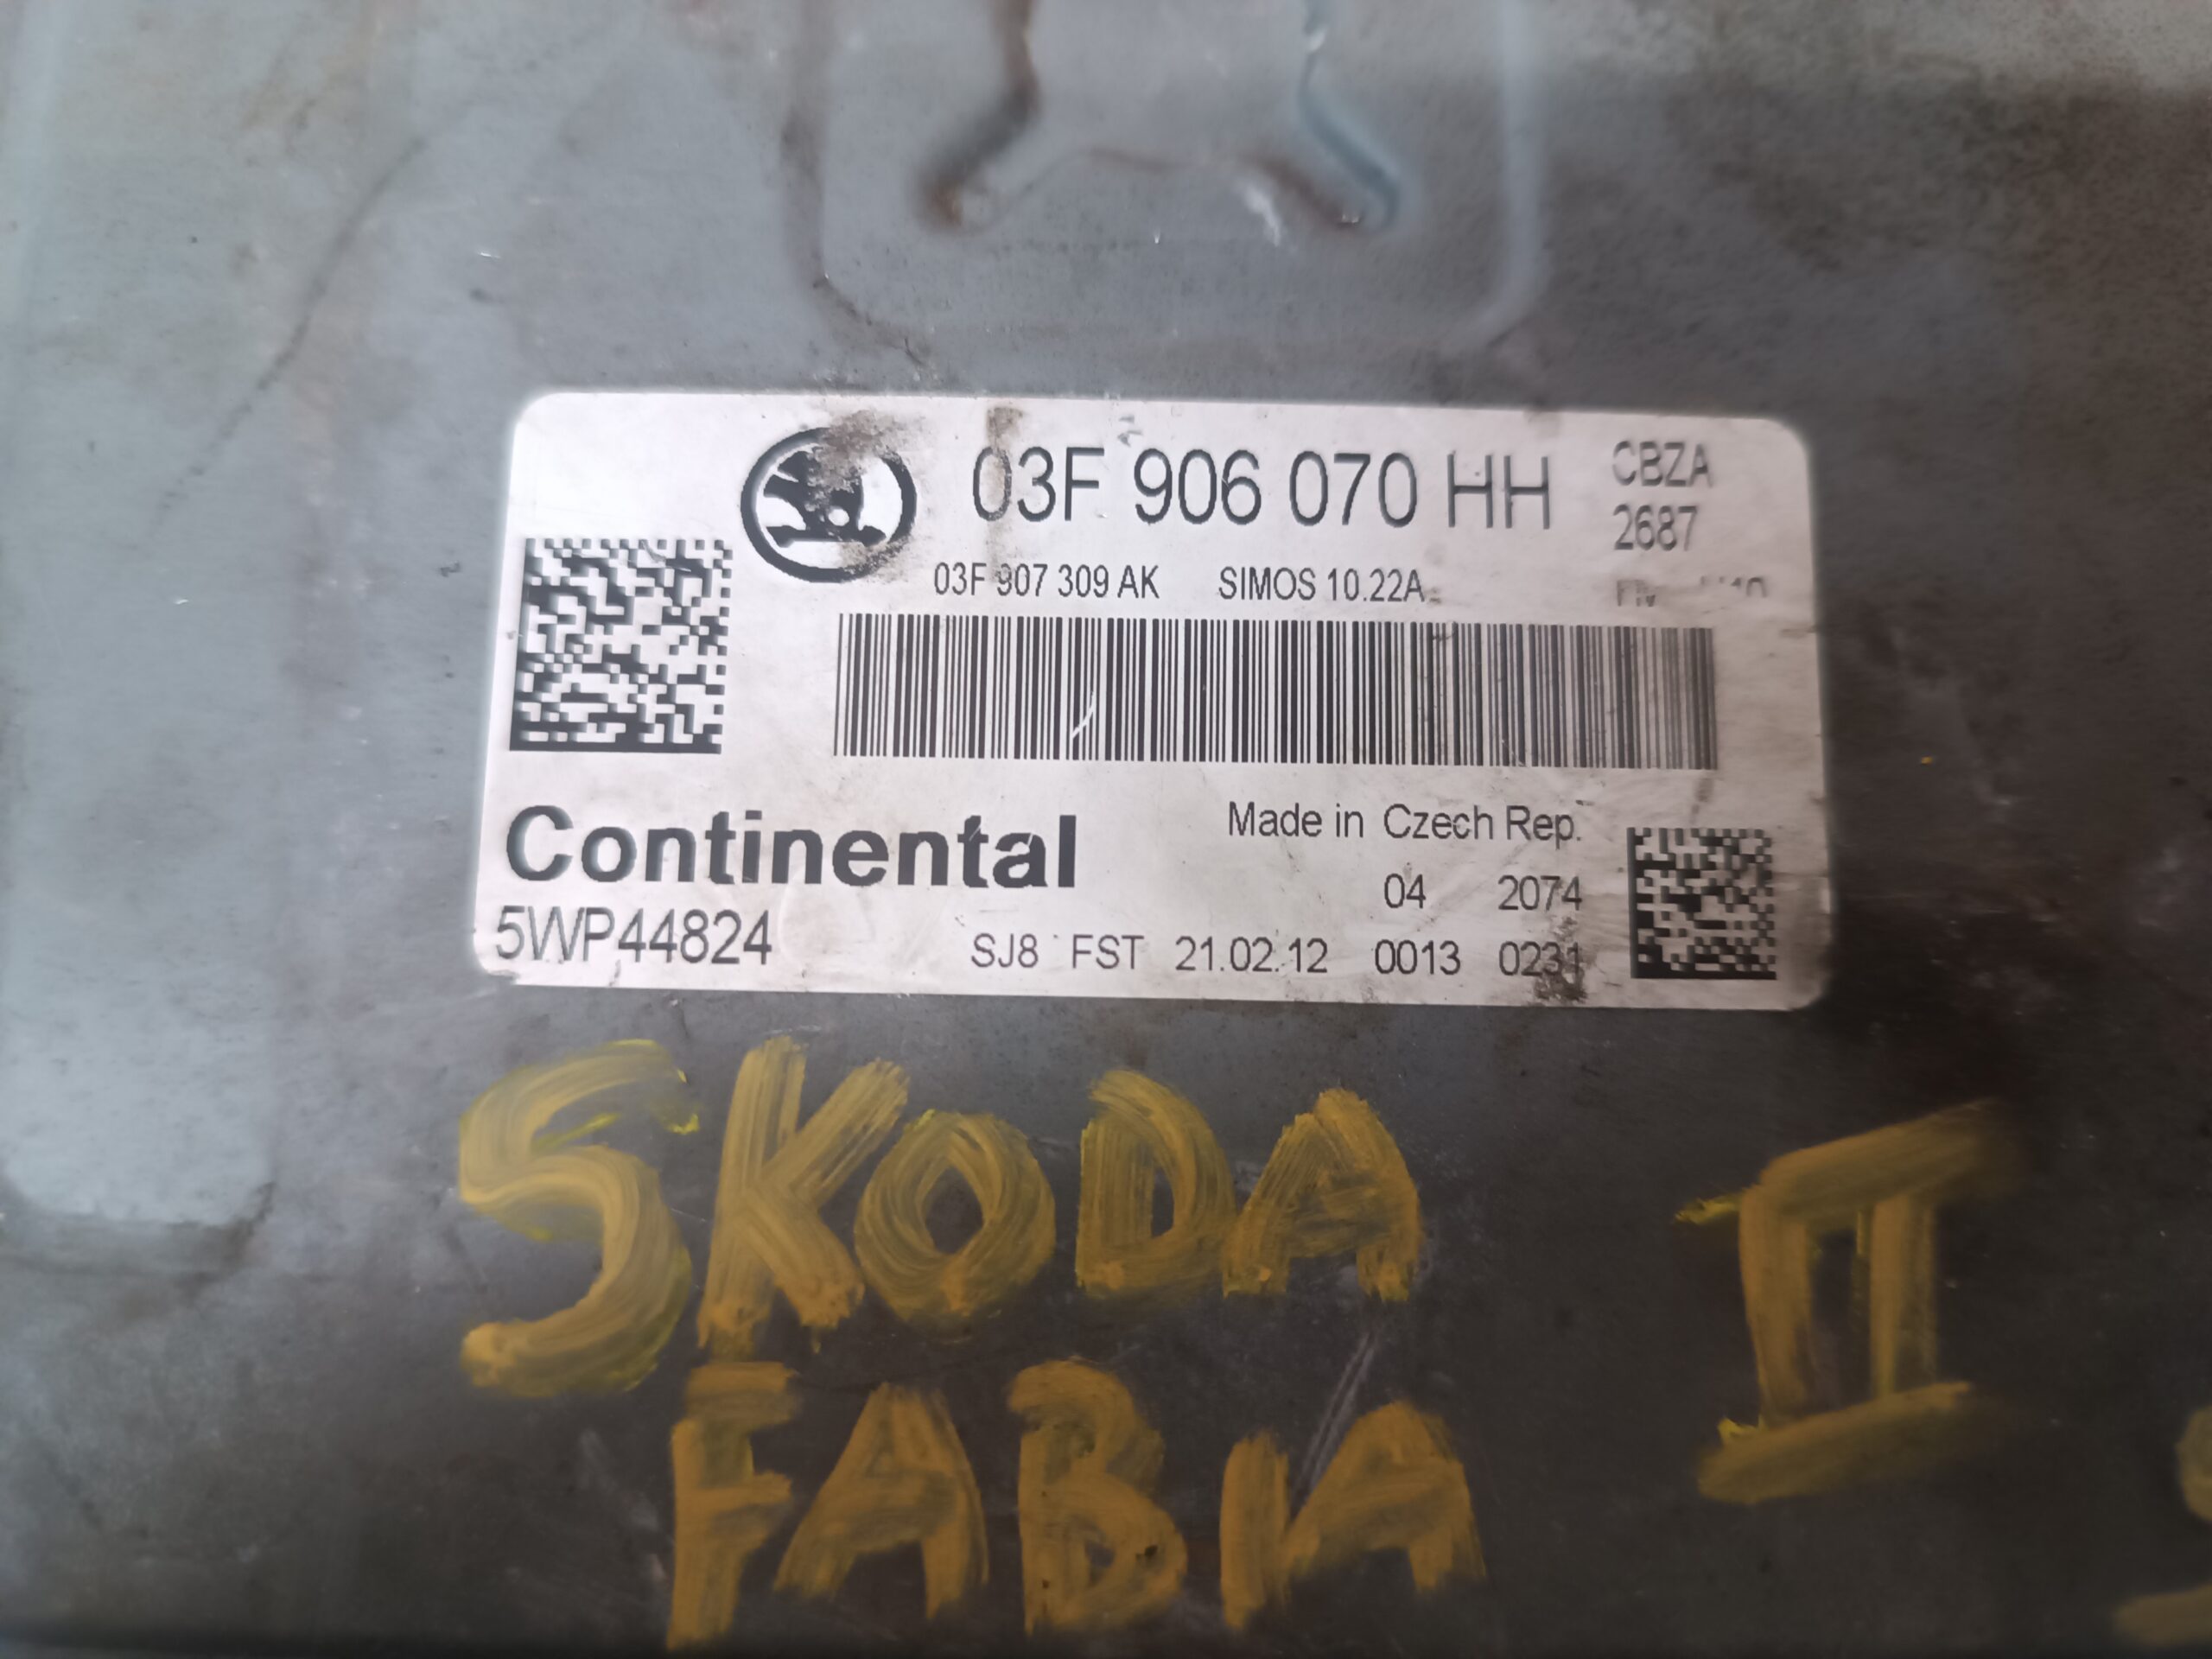 03F 906 070 HH
CBZA
2687
03F 907 309 AK SIMOS 10.22A
Continental
Made in Czech Rep.
04 2074
5WP44824
SJ8 FST 21.02.12 0013 0231
SKODA II
FABIA